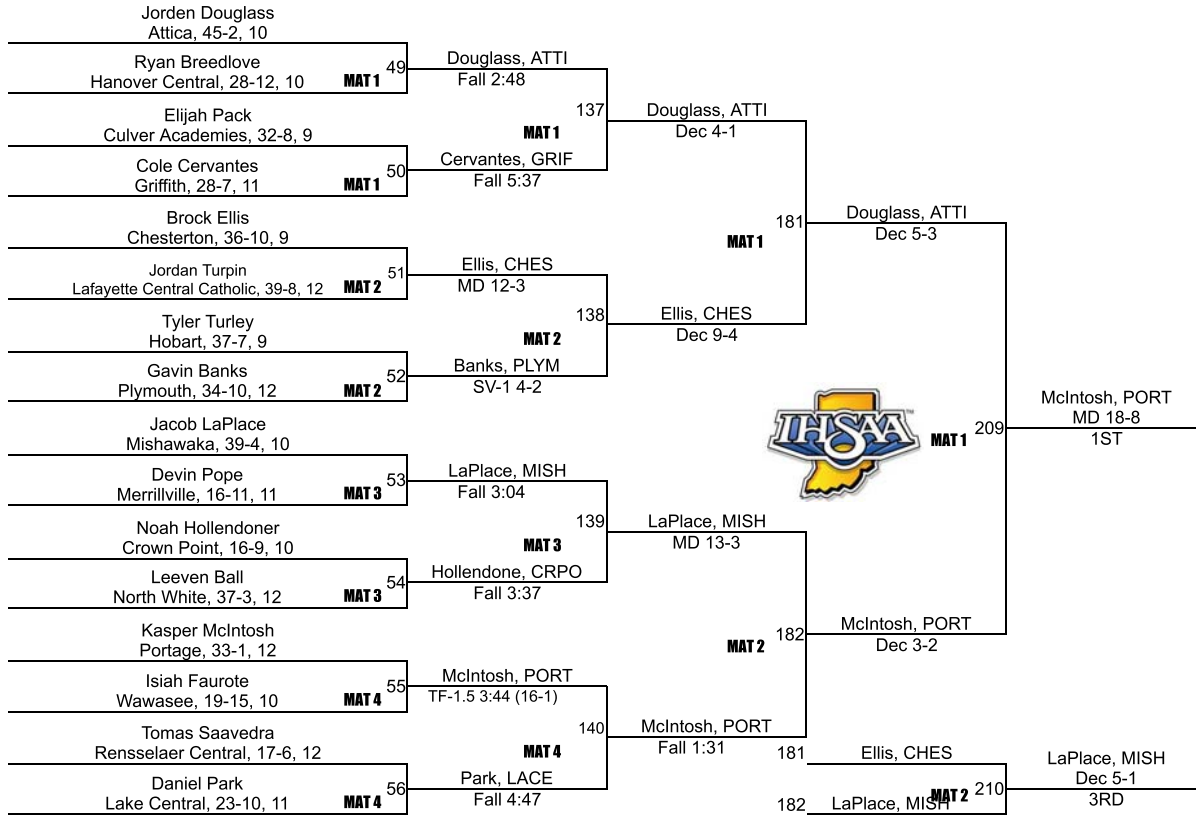 Jorden Douglass
Attica, 45-2, 10
Ryan Breedlove
Hanover Central, 28-12, 10
MAT 1
49
Elijah Pack
Culver Academies, 32-8, 9
Cole Cervantes
Griffith, 28-7, 11
MAT 1
50
Brock Ellis
Chesterton, 36-10, 9
Jordan Turpin
Lafayette Central Catholic, 39-8, 12
MAT 2
51
Tyler Turley
Hobart, 37-7, 9
Gavin Banks
Plymouth, 34-10, 12
MAT 2
52
Jacob LaPlace
Mishawaka, 39-4, 10
Devin Pope
Merrillville, 16-11, 11
MAT 3
53
Noah Hollendoner
Crown Point, 16-9, 10
Leeven Ball
North White, 37-3, 12
MAT 3
54
Kasper McIntosh
Portage, 33-1, 12
Isiah Faurote
Wawasee, 19-15, 10
MAT 4
55
Tomas Saavedra
Rensselaer Central, 17-6, 12
Daniel Park
Lake Central, 23-10, 11
MAT 4
56
Douglass, ATTI
Fall 2:48
137
MAT 1
Cervantes, GRIF
Fall 5:37
Ellis, CHES
MD 12-3
138
MAT 2
Banks, PLYM
SV-1 4-2
LaPlace, MISH
Fall 3:04
139
MAT 3
Hollendone, CRPO
Fall 3:37
McIntosh, PORT
TF-1.5 3:44 (16-1)
140
MAT 4
Park, LACE
Fall 4:47
Douglass, ATTI
Dec 4-1
181
MAT 1
Ellis, CHES
Dec 9-4
LaPlace, MISH
MD 13-3
182
MAT 2
McIntosh, PORT
Fall 1:31
Douglass, ATTI
Dec 5-3
IHSAA
TM
MAT 1
209
McIntosh, PORT
Dec 3-2
McIntosh, PORT
MD 18-8
1ST
181
Ellis, CHES
182
LaPlace, MISH
MAT 2
210
LaPlace, MISH
Dec 5-1
3RD